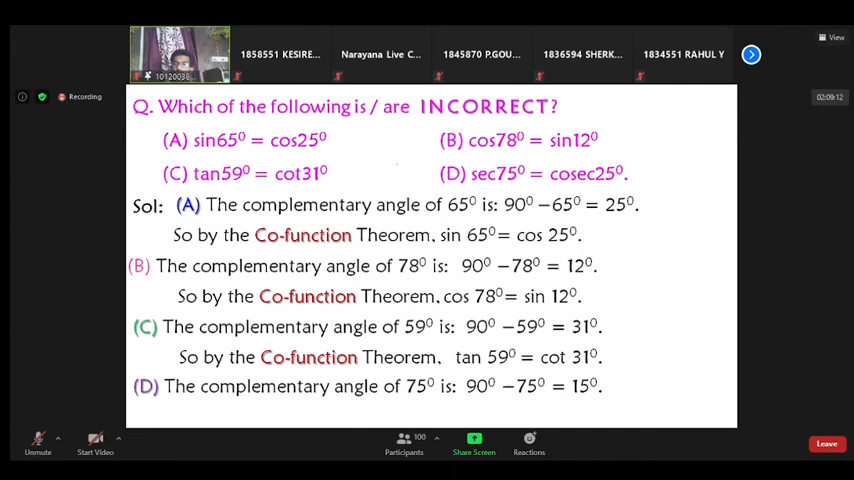 1858551 KESIRE...
Narayana Live C...
1845870 P.GOU...
1836594 SHERK...
1834551 RAHUL Y
View
10120038
Recording
02:09:12
Q. Which of the following is / are INCORRECT?
(A) sin65⁰ = cos25⁰ (B) cos78⁰ = sin12⁰
(C) tan59⁰ = cot31⁰ (D) sec75⁰ = cosec25⁰.
Sol: (A) The complementary angle of 65⁰ is: 90⁰ –65⁰ = 25⁰.
So by the Co-function Theorem, sin 65⁰= cos 25⁰.
(B) The complementary angle of 78⁰ is: 90⁰ –78⁰ = 12⁰.
So by the Co-function Theorem, cos 78⁰= sin 12⁰.
(C) The complementary angle of 59⁰ is: 90⁰ –59⁰ = 31⁰.
So by the Co-function Theorem, tan 59⁰ = cot 31⁰.
(D) The complementary angle of 75⁰ is: 90⁰ –75⁰ = 15⁰.
Unmute
Start Video
100
Participants
Share Screen
Reactions
Leave